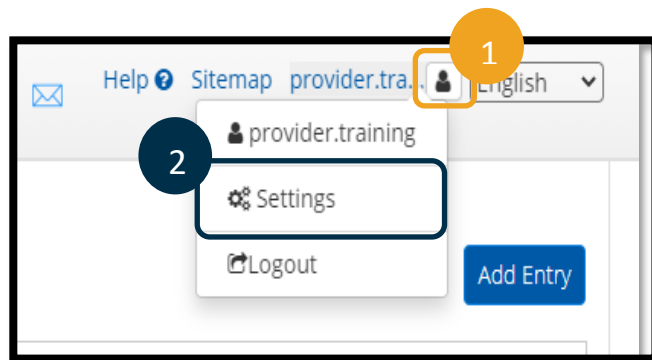 1
Help Sitemap provider.tra... English
provider.training
2
Settings
Logout
Add Entry